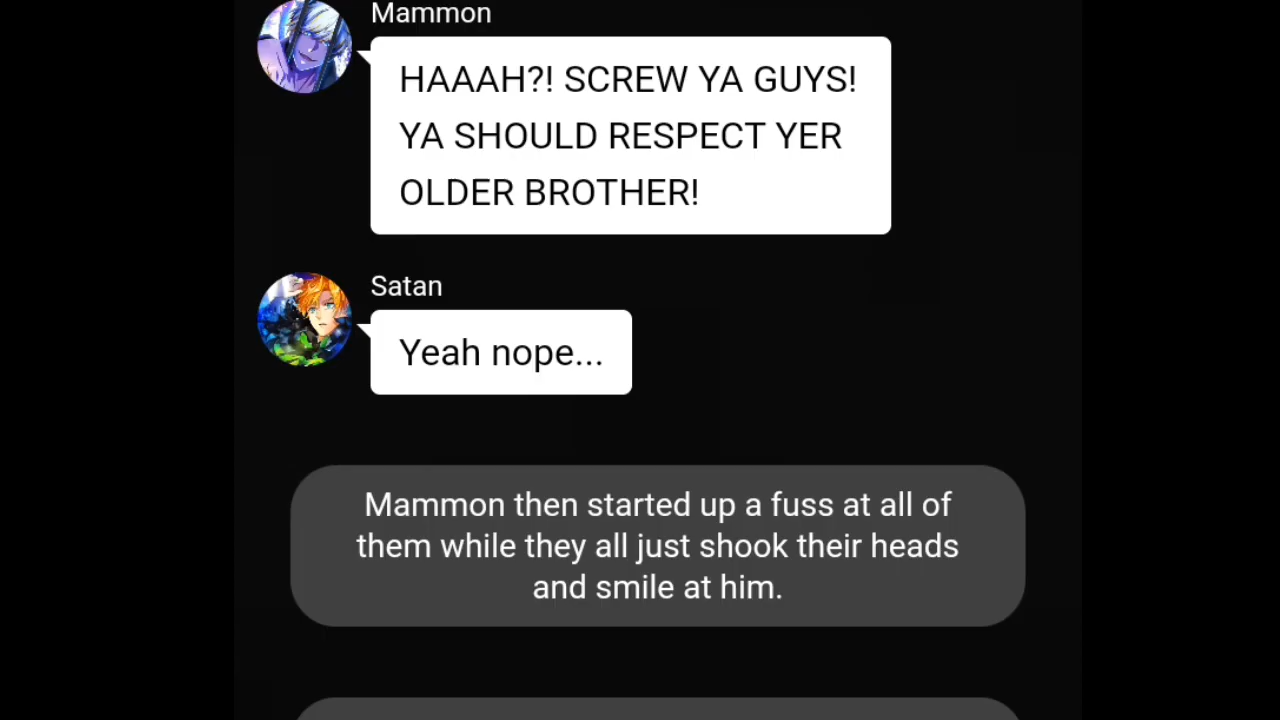 Mammon
HAAAH?! SCREW YA GUYS!
YA SHOULD RESPECT YER
OLDER BROTHER!
Satan
Yeah nope...
Mammon then started up a fuss at all of
them while they all just shook their heads
and smile at him.